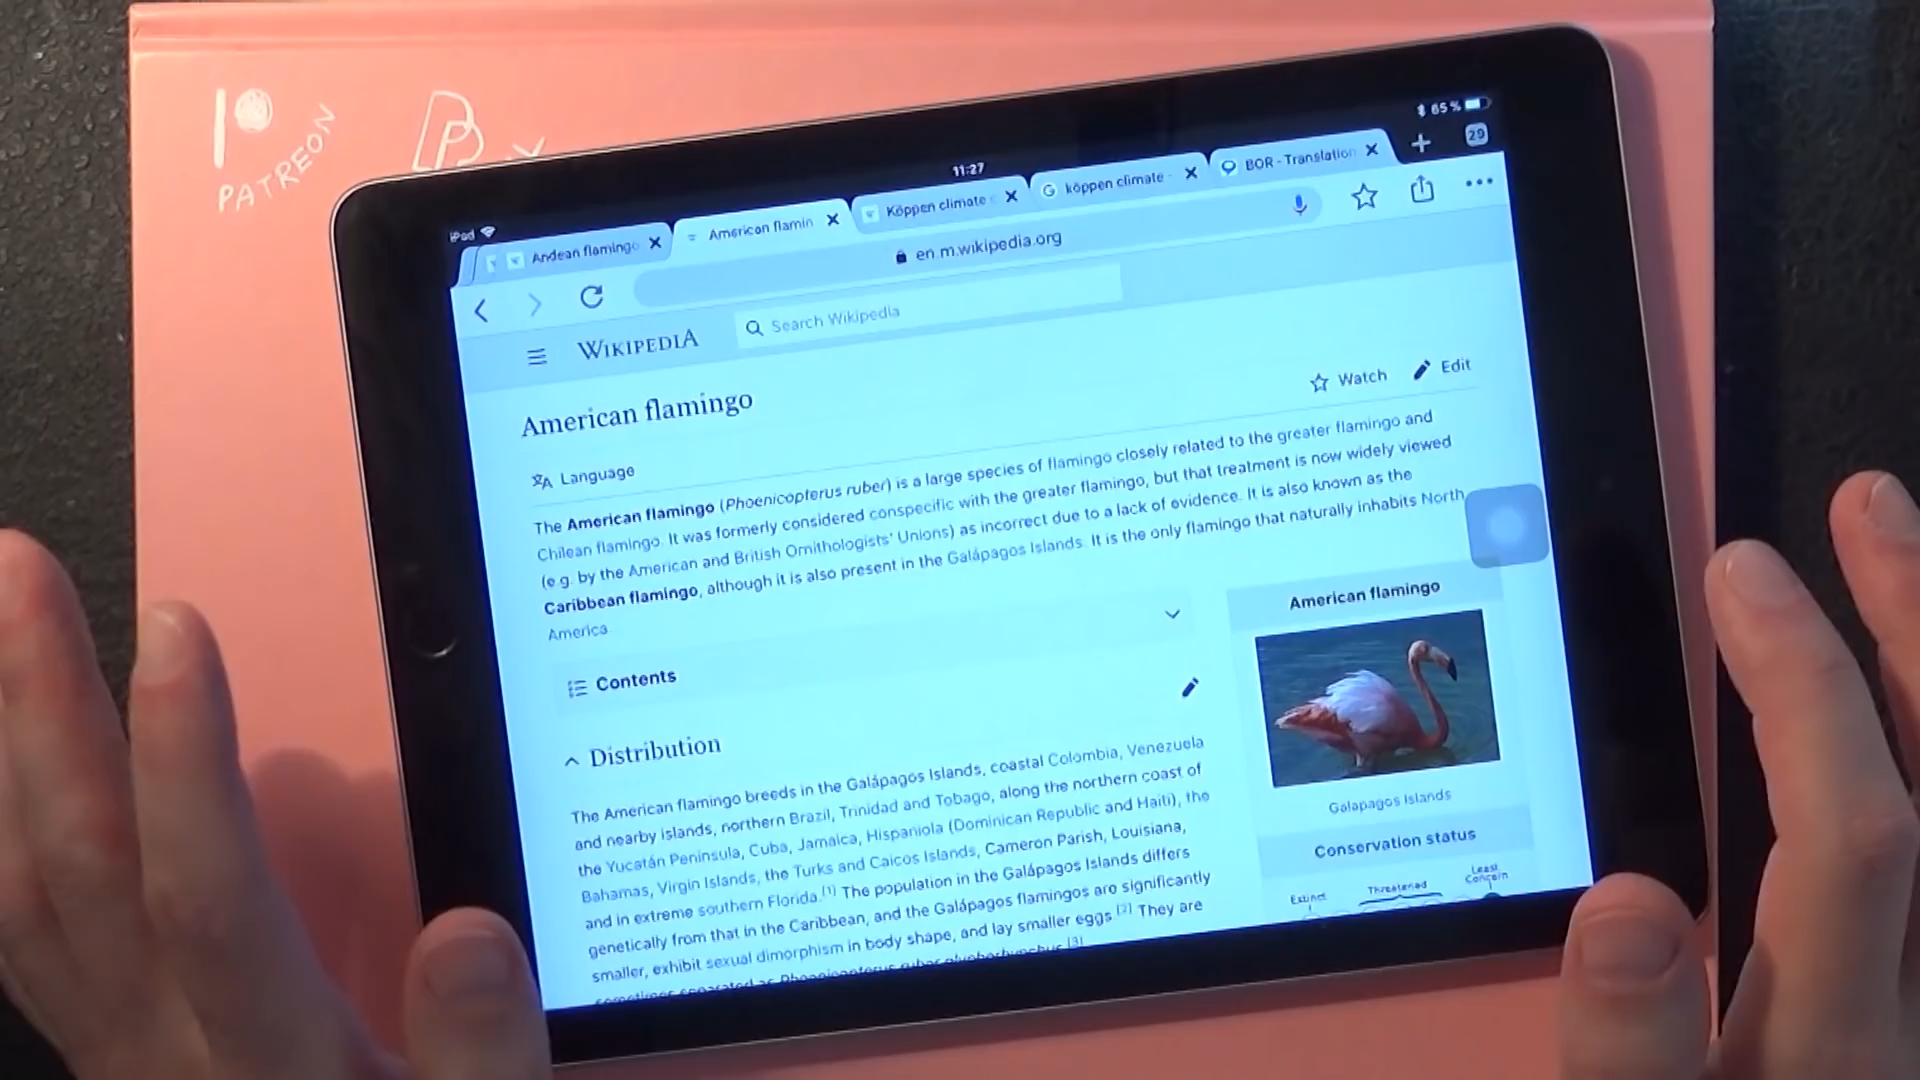 PATREON
65 %
11:27
iPad
29
Andean flamingo
American flamin
Köppen climate c
köppen climate -
BOR - Translation
en.m.wikipedia.org
WIKIPEDIA
Search Wikipedia
American flamingo
Watch
Edit
Language
The American flamingo (Phoenicopterus ruber) is a large species of flamingo closely related to the greater flamingo and
Chilean flamingo. It was formerly considered conspecific with the greater flamingo, but that treatment is now widely viewed
(e.g. by the American and British Ornithologists' Unions) as incorrect due to a lack of evidence. It is also known as the
Caribbean flamingo, although it is also present in the Galápagos Islands. It is the only flamingo that naturally inhabits North
America.
Contents
Distribution
The American flamingo breeds in the Galápagos Islands, coastal Colombia, Venezuela
and nearby islands, northern Brazil, Trinidad and Tobago, along the northern coast of
the Yucatán Peninsula, Cuba, Jamaica, Hispaniola (Dominican Republic and Haiti), the
Bahamas, Virgin Islands, the Turks and Caicos Islands, Cameron Parish, Louisiana,
and in extreme southern Florida.[1] The population in the Galápagos Islands differs
genetically from that in the Caribbean, and the Galápagos flamingos are significantly
smaller, exhibit sexual dimorphism in body shape, and lay smaller eggs.[2] They are
sometimes separated as Phoenicopterus ruber glyphorhynchus.[3]
American flamingo
Galapagos Islands
Conservation status
Extinct
Threatened
Least
Concern